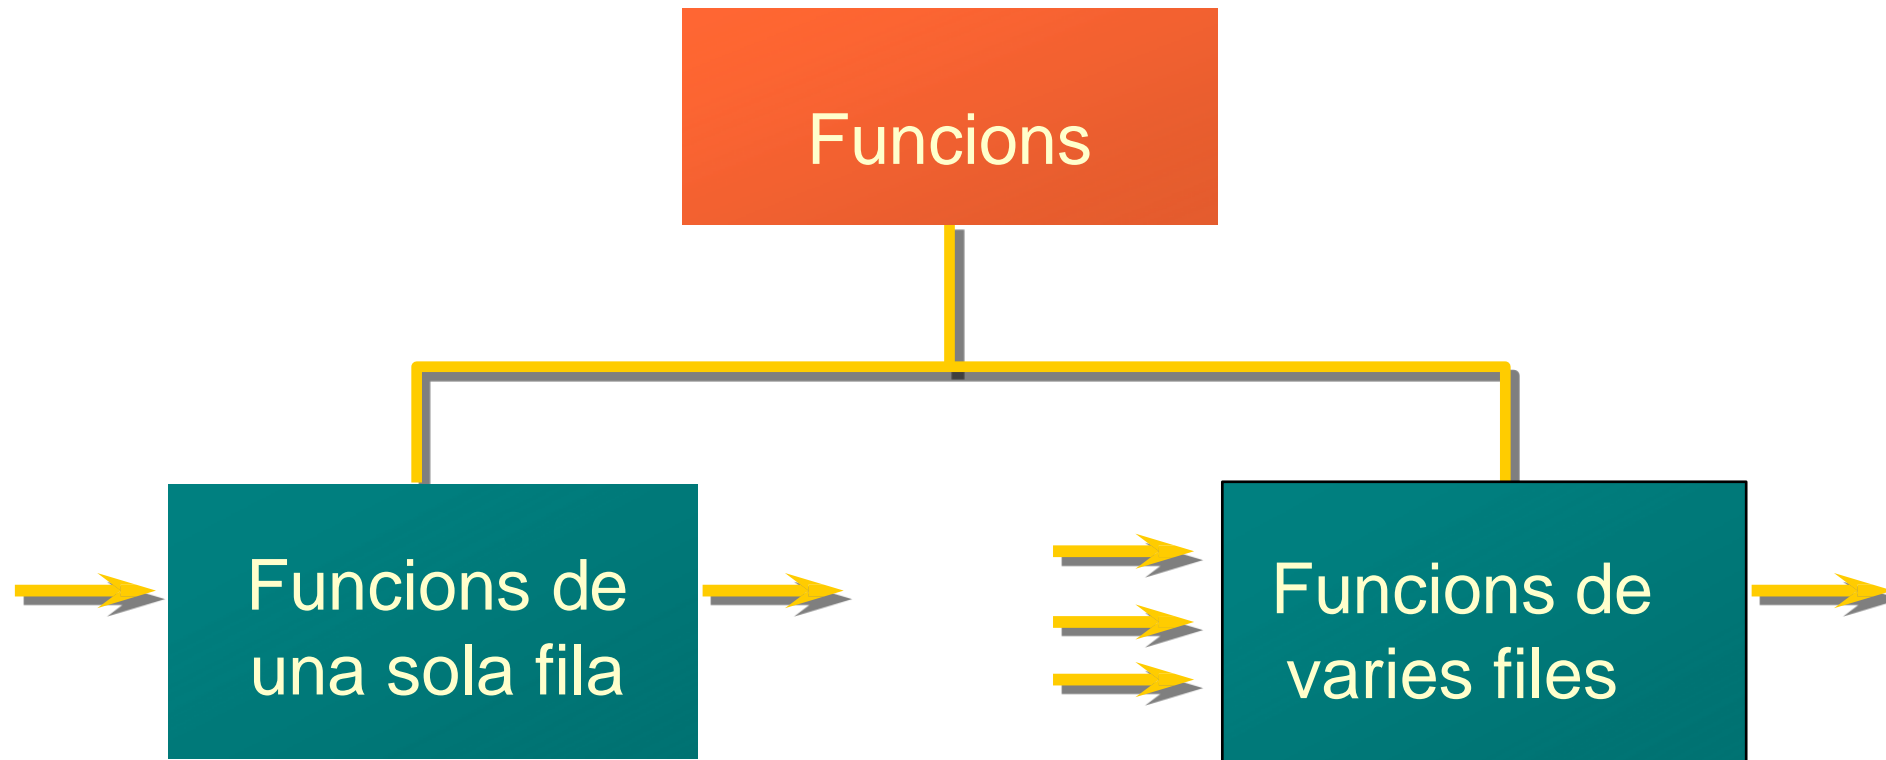 Funcions
Funcions de
una sola fila
Funcions de
varies files